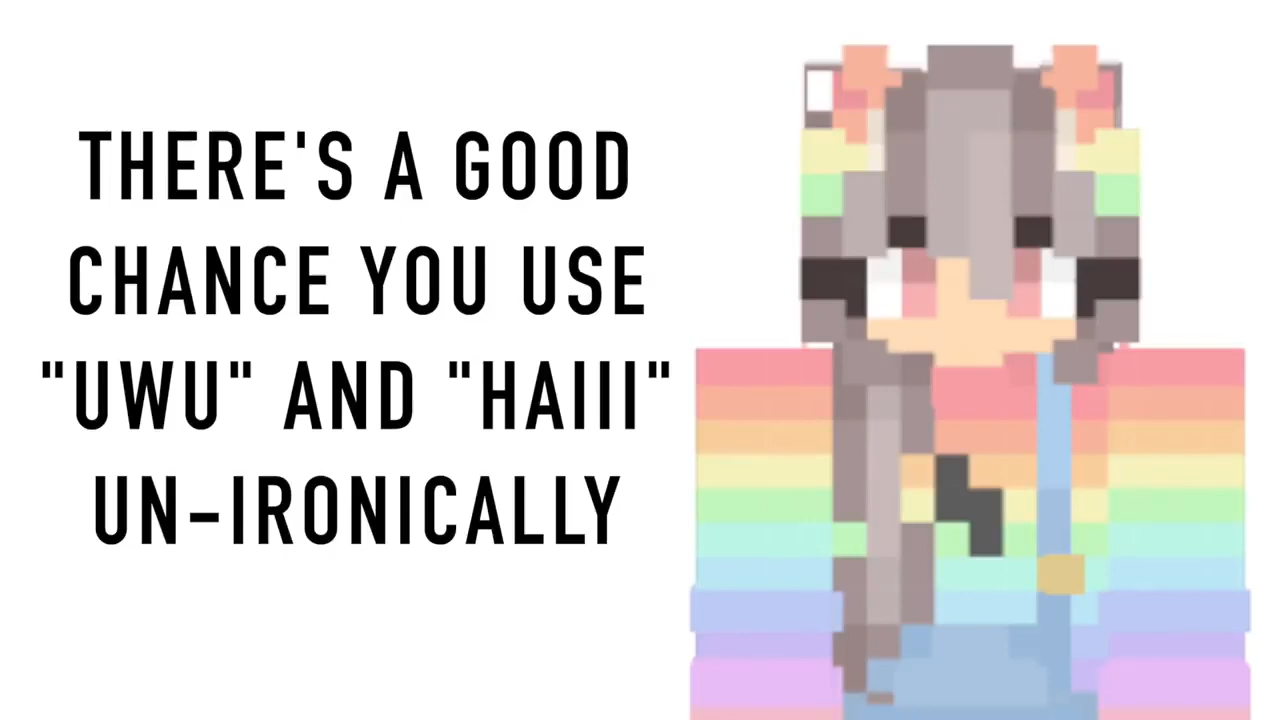 THERE'S A GOOD
CHANCE YOU USE
"UWU" AND "HAIII"
UN-IRONICALLY